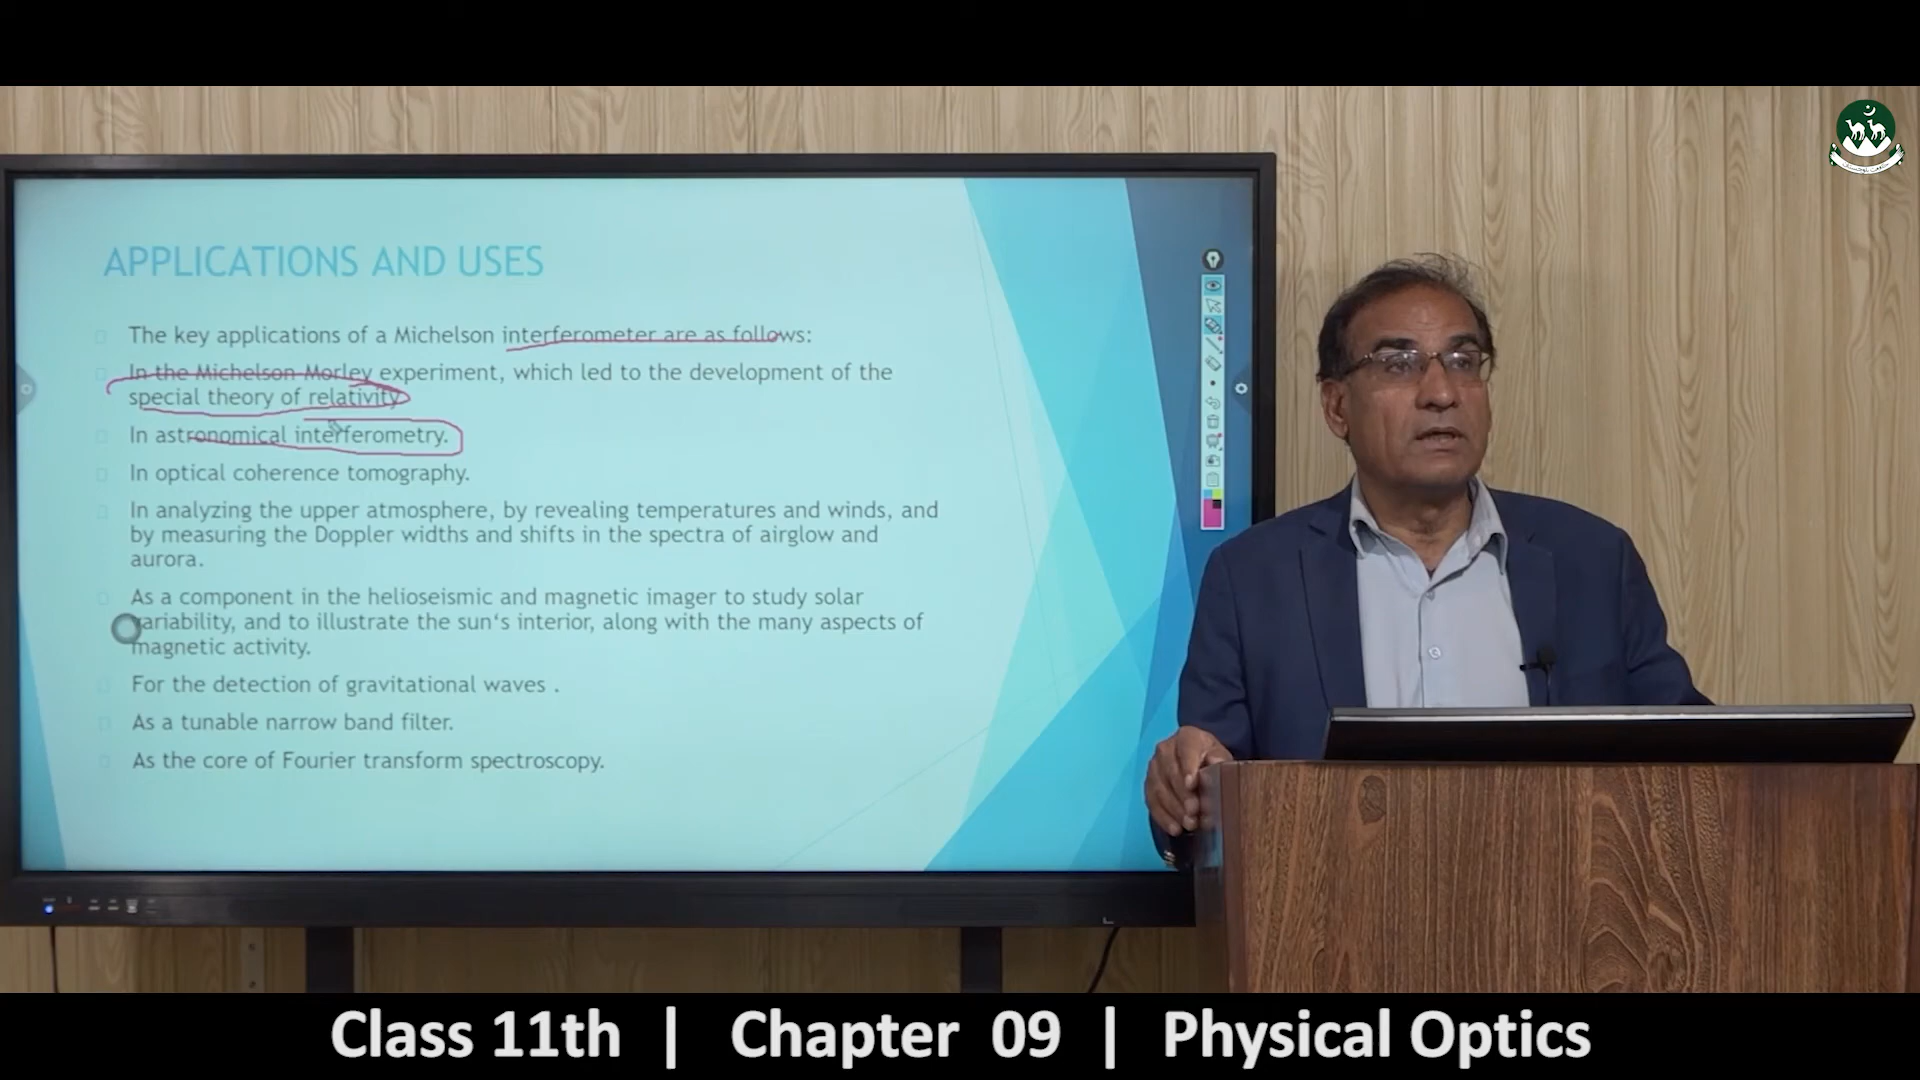 APPLICATIONS AND USES
The key applications of a Michelson interferometer are as follows:
In the Michelson Morley experiment, which led to the development of the
special theory of relativity
In astronomical interferometry.
In optical coherence tomography.
In analyzing the upper atmosphere, by revealing temperatures and winds, and
by measuring the Doppler widths and shifts in the spectra of airglow and
aurora.
As a component in the helioseismic and magnetic imager to study solar
variability, and to illustrate the sun‘s interior, along with the many aspects of
magnetic activity.
For the detection of gravitational waves .
As a tunable narrow band filter.
As the core of Fourier transform spectroscopy.
Class 11th | Chapter 09 | Physical Optics